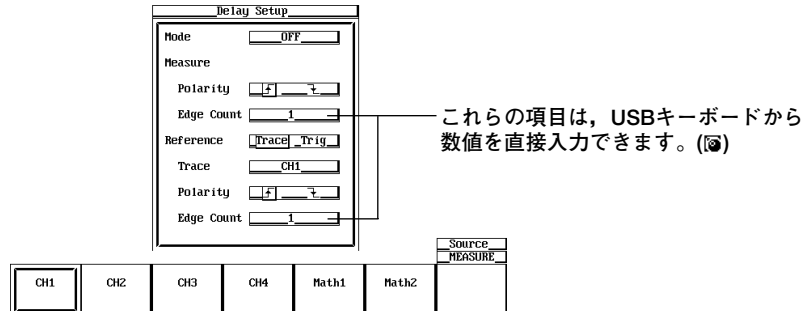 Delay Setup
Mode OFF
Measure
Polarity
Edge Count 1
Reference Trace Trig
Trace CH1
Polarity
Edge Count 1
これらの項目は，USBキーボードから
数値を直接入力できます。()
Source
MEASURE
CH1 CH2 CH3 CH4 Math1 Math2